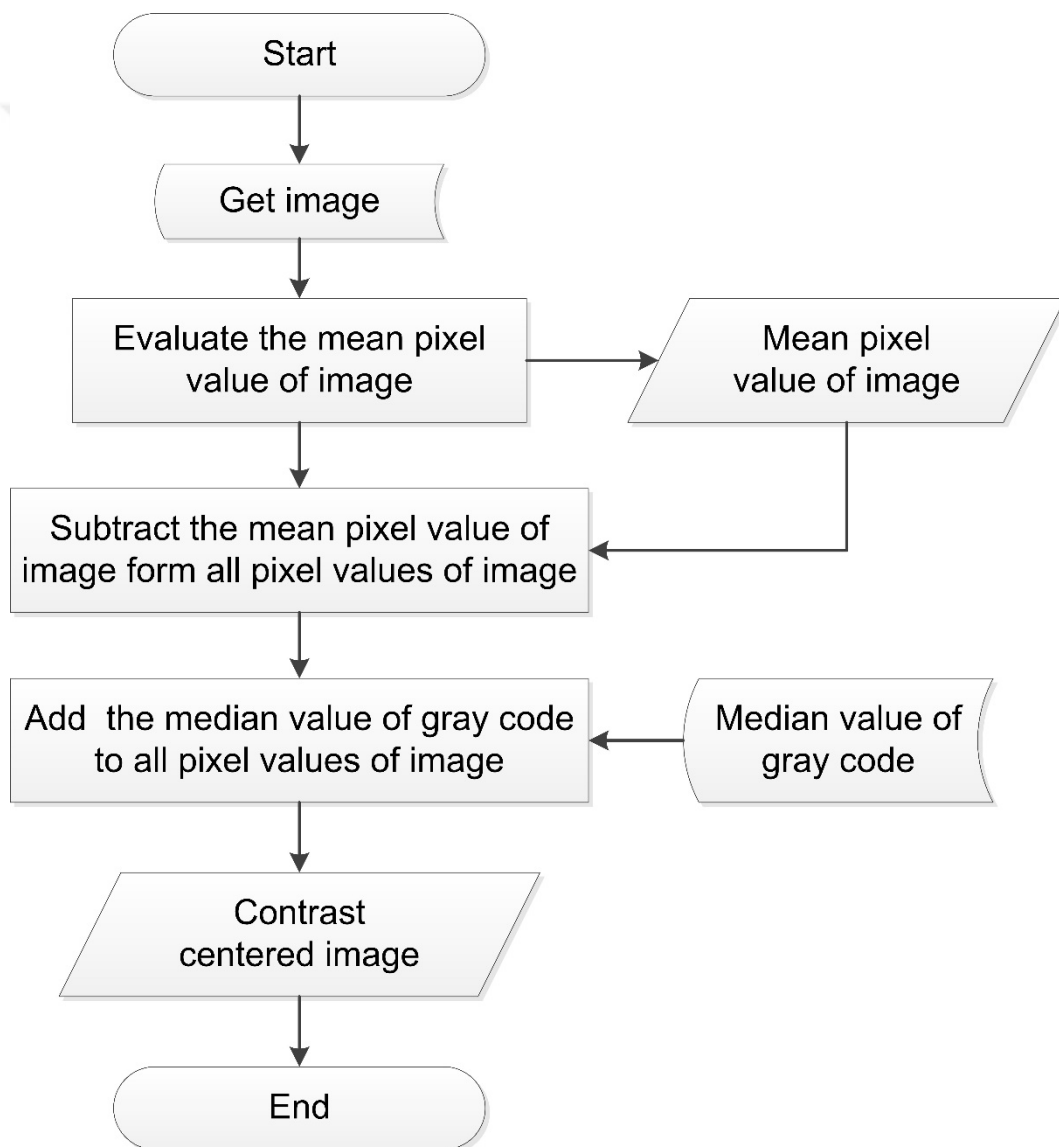 Start
Get image
Evaluate the mean pixel
value of image
Mean pixel
value of image
Subtract the mean pixel value of
image form all pixel values of image
Add  the median value of gray code
to all pixel values of image
Median value of
gray code
Contrast
centered image
End